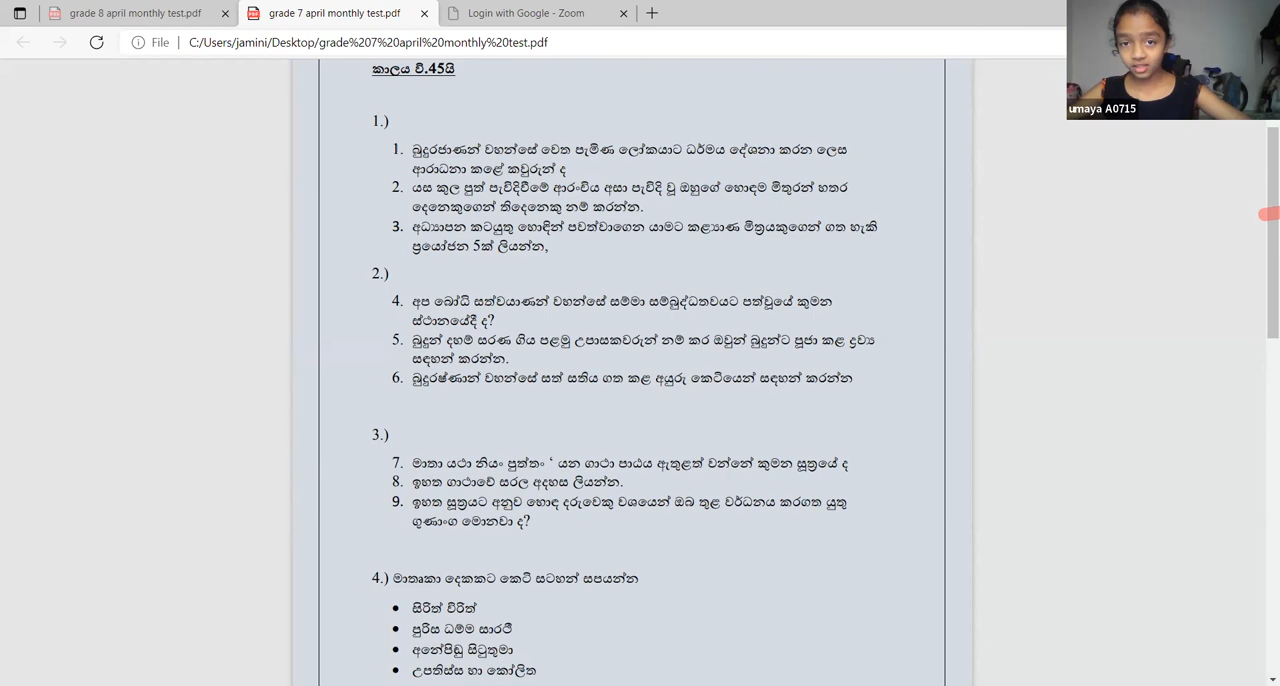 grade 8 april monthly test.pdf
grade 7 april monthly test.pdf
Login with Google - Zoom
File
C:/Users/jamini/Desktop/grade%207%20april%20monthly%20test.pdf
umaya A0715
කාලය වි.45යි
1.)
1. බුදුරජාණන් වහන්සේ වෙත පැමිණ ලෝකයාට ධර්මය දේශනා කරන ලෙස
ආරාධනා කළේ කවුරුන් ද
2. යස කුල පුත් පැවිදිවීමේ ආරංචිය අසා පැවිදි වූ ඔහුගේ හොඳම මිතුරන් හතර
දෙනෙකුගෙන් තිදෙනෙකු නම් කරන්න.
3. අධ්‍යාපන කටයුතු හොඳින් පවත්වාගෙන යාමට කළ්‍යාණ මිත්‍රයකුගෙන් ගත හැකි
ප්‍රයෝජන 5ක් ලියන්න,
2.)
4. අප බෝධි සත්වයාණන් වහන්සේ සම්මා සම්බුද්ධතවයට පත්වූයේ කුමන
ස්ථානයේදී ද?
5. බුදුන් දහම් සරණ ගිය පළමු උපාසකවරුන් නම් කර ඔවුන් බුදුන්ට පූජා කළ ද්‍රව්‍ය
සඳහන් කරන්න.
6. බුදුරෂ්ණාන් වහන්සේ සත් සතිය ගත කළ අයුරු කෙටියෙන් සඳහන් කරන්න
3.)
7. මාතා යථා නියං පුත්තං ‘ යන ගාථා පාඨය ඇතුළත් වන්නේ කුමන සූත්‍රයේ ද
8. ඉහත ගාථාවේ සරල අදහස ලියන්න.
9. ඉහත සූත්‍රයට අනුව හොඳ දරුවෙකු වශයෙන් ඔබ තුළ වර්ධනය කරගත යුතු
ගුණාංග මොනවා ද?
4.) මාතෘකා දෙකකට කෙටි සටහන් සපයන්න
• සිරිත් විරිත්
• පුරිස ධම්ම සාරථී
• අනේපිඬු සිටුතුමා
• උපතිස්ස හා කෝලිත